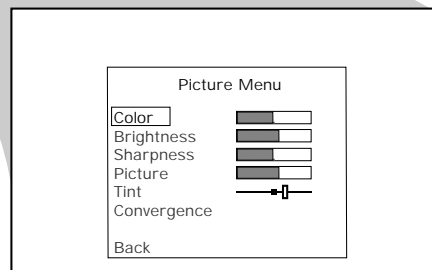 Picture Menu
Color
Brightness
Sharpness
Picture
Tint
Convergence
Back